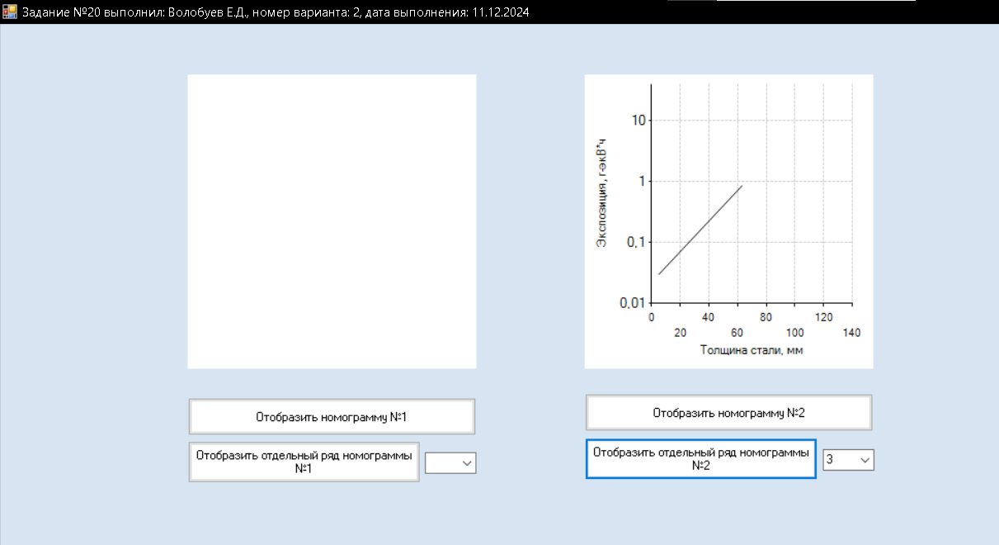 Задание №20 выполнил: Волобуев Е.Д., номер варианта: 2, дата выполнения: 11.12.2024
Экспозиция, г-экВ*ч
10
1
0,1
0,01
0 40 80 120
20 60 100 140
Толщина стали, мм
Отобразить номограмму №1
Отобразить отдельный ряд номограммы
№1
Отобразить номограмму №2
Отобразить отдельный ряд номограммы
№2
3